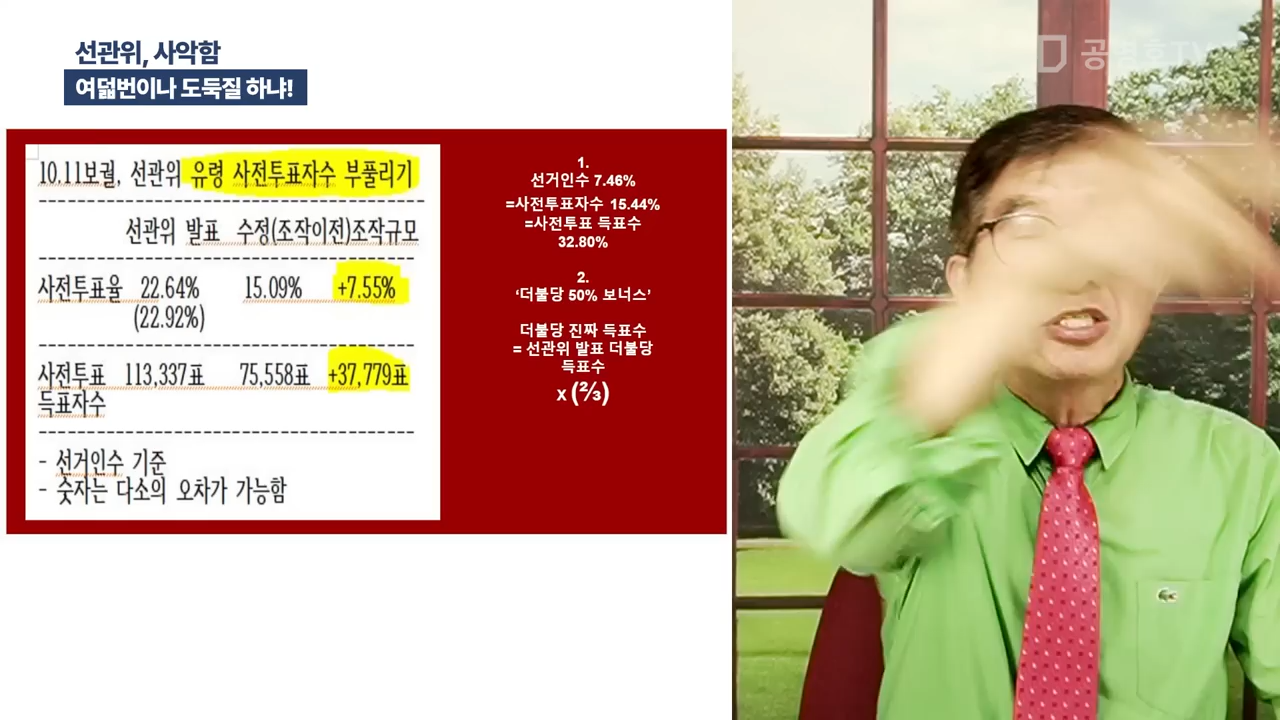 선관위, 사악함
여덟번이나 도둑질 하냐!
공병호TV
10.11보궐, 선관위 유령 사전투표자수 부풀리기
선관위 발표 수정(조작이전)조작규모
사전투표율 22.64% 15.09% +7.55%
(22.92%)
사전투표 113,337표 75,558표 +37,779표
득표자수
- 선거인수 기준
- 숫자는 다소의 오차가 가능함
1.
선거인수 7.46%
=사전투표자수 15.44%
=사전투표 득표수
32.80%
2.
‘더불당 50% 보너스’
더불당 진짜 득표수
= 선관위 발표 더불당
득표수
x (⅔)